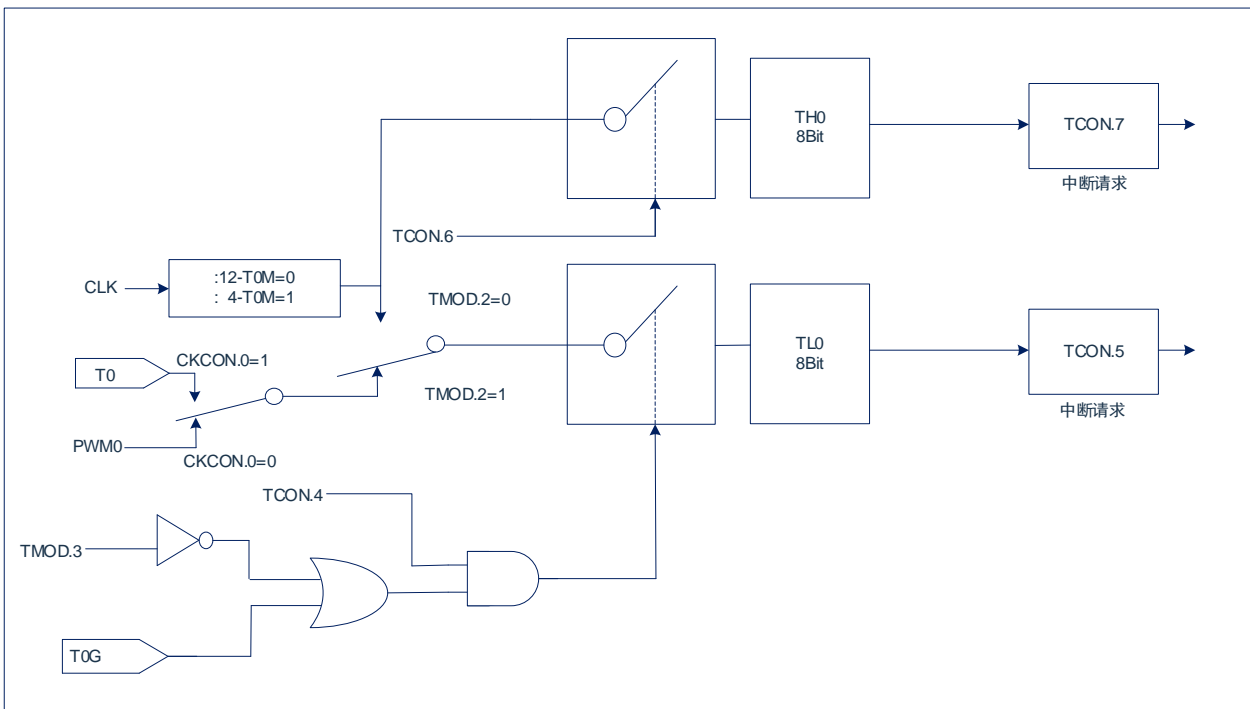 TH0
8Bit
TCON.7
中断请求
TCON.6
CLK
:12-T0M=0
: 4-T0M=1
TMOD.2=0
TL0
8Bit
TCON.5
中断请求
CKCON.0=1
T0
TMOD.2=1
PWM0
CKCON.0=0
TCON.4
TMOD.3
T0G